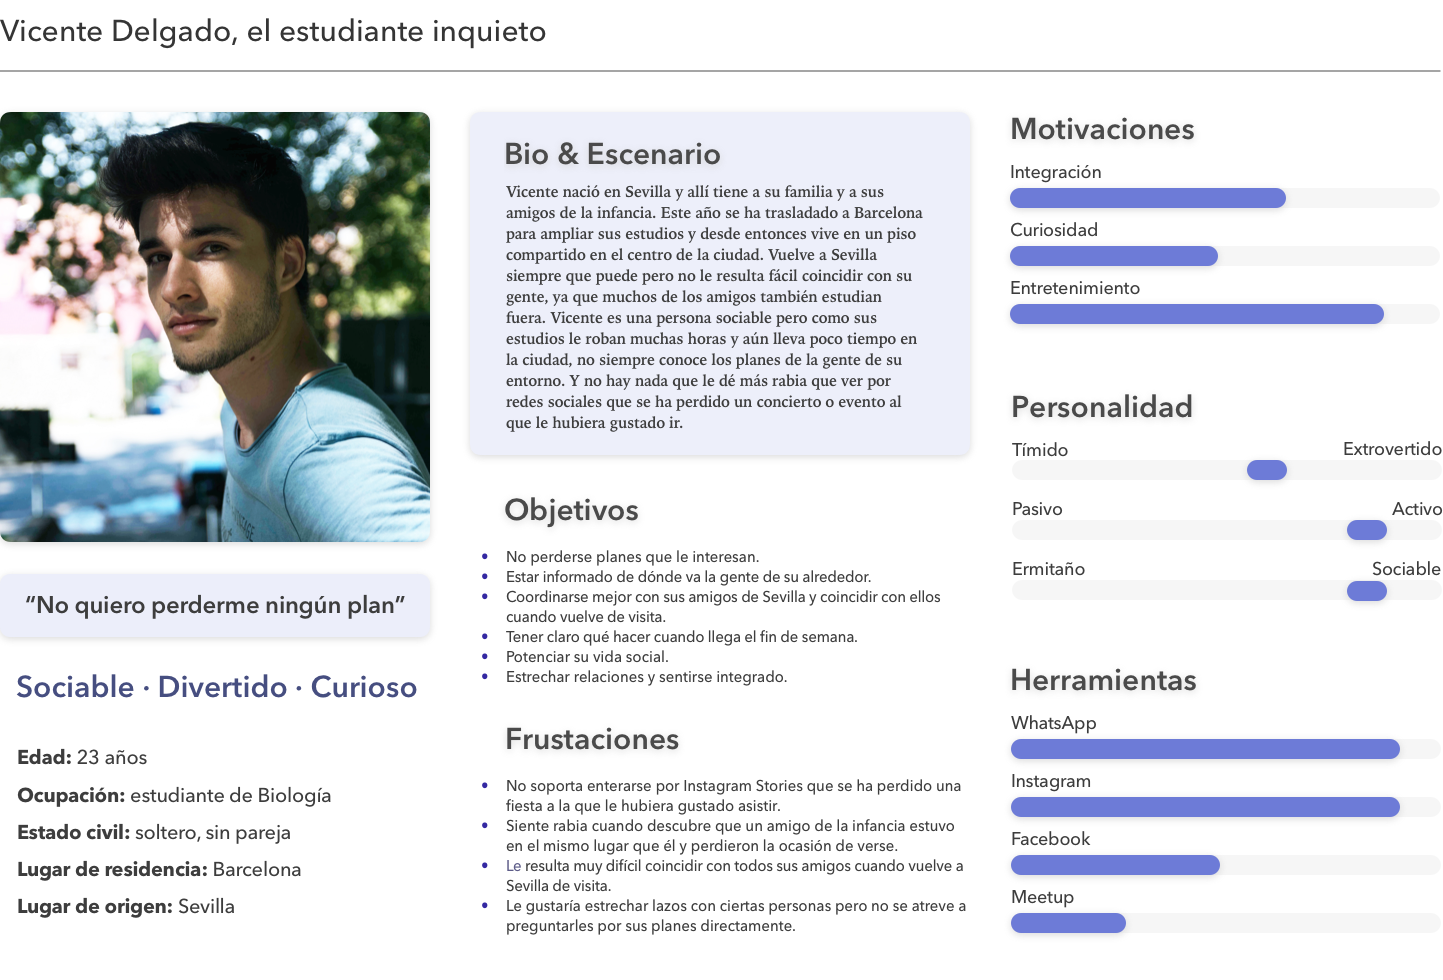 Vicente Delgado, el estudiante inquieto
“No quiero perderme ningún plan”
Sociable · Divertido · Curioso
Edad: 23 años
Ocupación: estudiante de Biología
Estado civil: soltero, sin pareja
Lugar de residencia: Barcelona
Lugar de origen: Sevilla
Bio & Escenario
Vicente nació en Sevilla y allí tiene a su familia y a sus
amigos de la infancia. Este año se ha trasladado a Barcelona
para ampliar sus estudios y desde entonces vive en un piso
compartido en el centro de la ciudad. Vuelve a Sevilla
siempre que puede pero no le resulta fácil coincidir con su
gente, ya que muchos de los amigos también estudian
fuera. Vicente es una persona sociable pero como sus
estudios le roban muchas horas y aún lleva poco tiempo en
la ciudad, no siempre conoce los planes de la gente de su
entorno. Y no hay nada que le dé más rabia que ver por
redes sociales que se ha perdido un concierto o evento al
que le hubiera gustado ir.
Objetivos
• No perderse planes que le interesan.
• Estar informado de dónde va la gente de su alrededor.
• Coordinarse mejor con sus amigos de Sevilla y coincidir con ellos
cuando vuelve de visita.
• Tener claro qué hacer cuando llega el fin de semana.
• Potenciar su vida social.
• Estrechar relaciones y sentirse integrado.
Frustaciones
• No soporta enterarse por Instagram Stories que se ha perdido una
fiesta a la que le hubiera gustado asistir.
• Siente rabia cuando descubre que un amigo de la infancia estuvo
en el mismo lugar que él y perdieron la ocasión de verse.
• Le resulta muy difícil coincidir con todos sus amigos cuando vuelve a
Sevilla de visita.
• Le gustaría estrechar lazos con ciertas personas pero no se atreve a
preguntarles por sus planes directamente.
Motivaciones
Integración
Curiosidad
Entretenimiento
Personalidad
Tímido Extrovertido
Pasivo Activo
Ermitaño Sociable
Herramientas
WhatsApp
Instagram
Facebook
Meetup